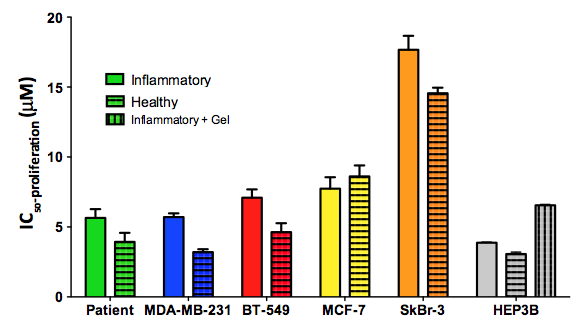 IC50-proliferation (μM)
20
15
10
5
0
Inflammatory
Healthy
Inflammatory + Gel
Patient MDA-MB-231 BT-549 MCF-7 SkBr-3 HEP3B